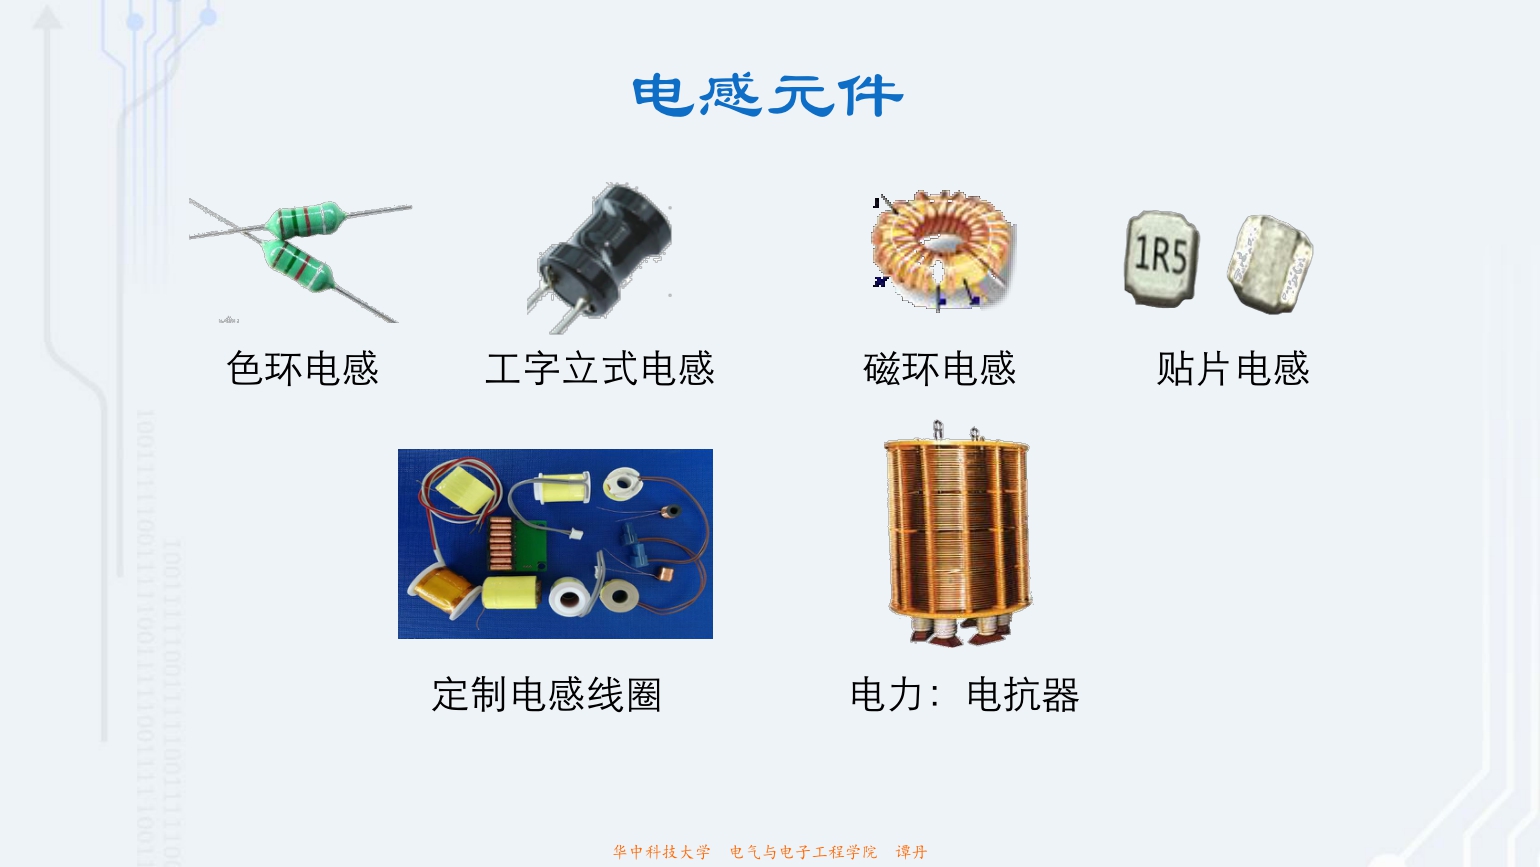 电感元件
1R5
色环电感 工字立式电感 磁环电感 贴片电感
定制电感线圈 电力：电抗器
华中科技大学 电气与电子工程学院 谭丹